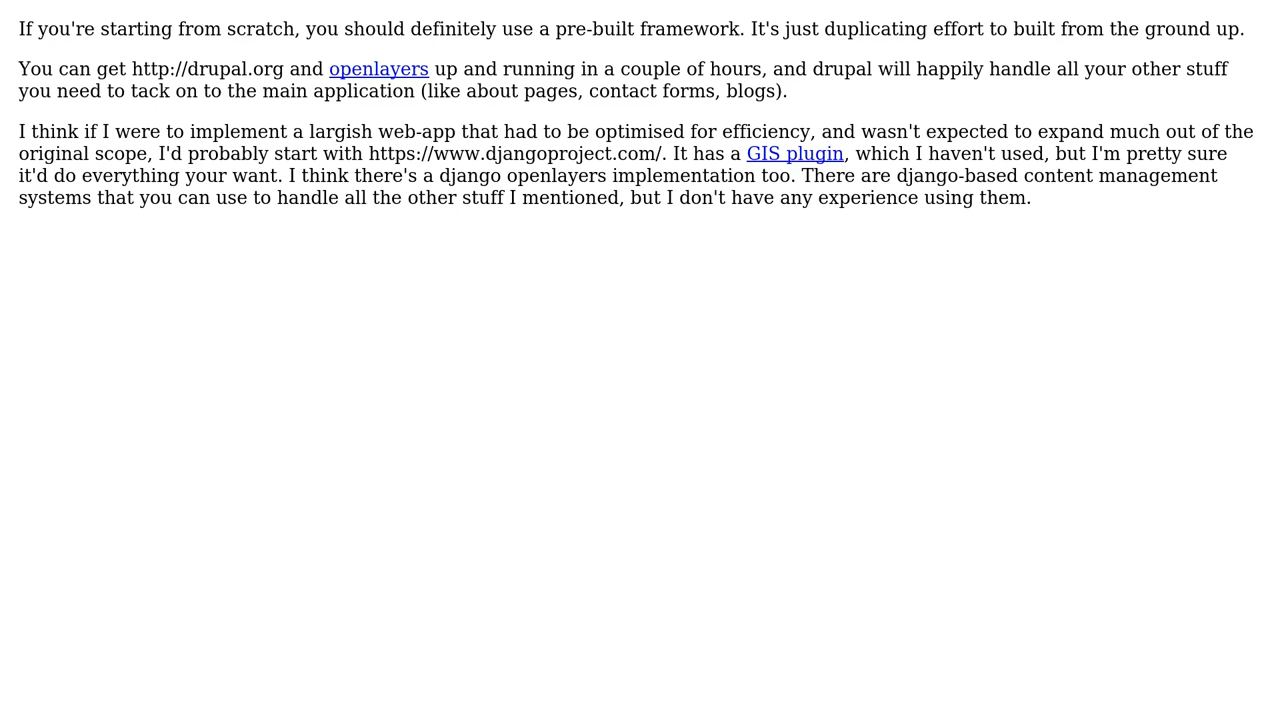 If you're starting from scratch, you should definitely use a pre-built framework. It's just duplicating effort to built from the ground up.
You can get http://drupal.org and openlayers up and running in a couple of hours, and drupal will happily handle all your other stuff
you need to tack on to the main application (like about pages, contact forms, blogs).
I think if I were to implement a largish web-app that had to be optimised for efficiency, and wasn't expected to expand much out of the
original scope, I'd probably start with https://www.djangoproject.com/. It has a GIS plugin, which I haven't used, but I'm pretty sure
it'd do everything your want. I think there's a django openlayers implementation too. There are django-based content management
systems that you can use to handle all the other stuff I mentioned, but I don't have any experience using them.